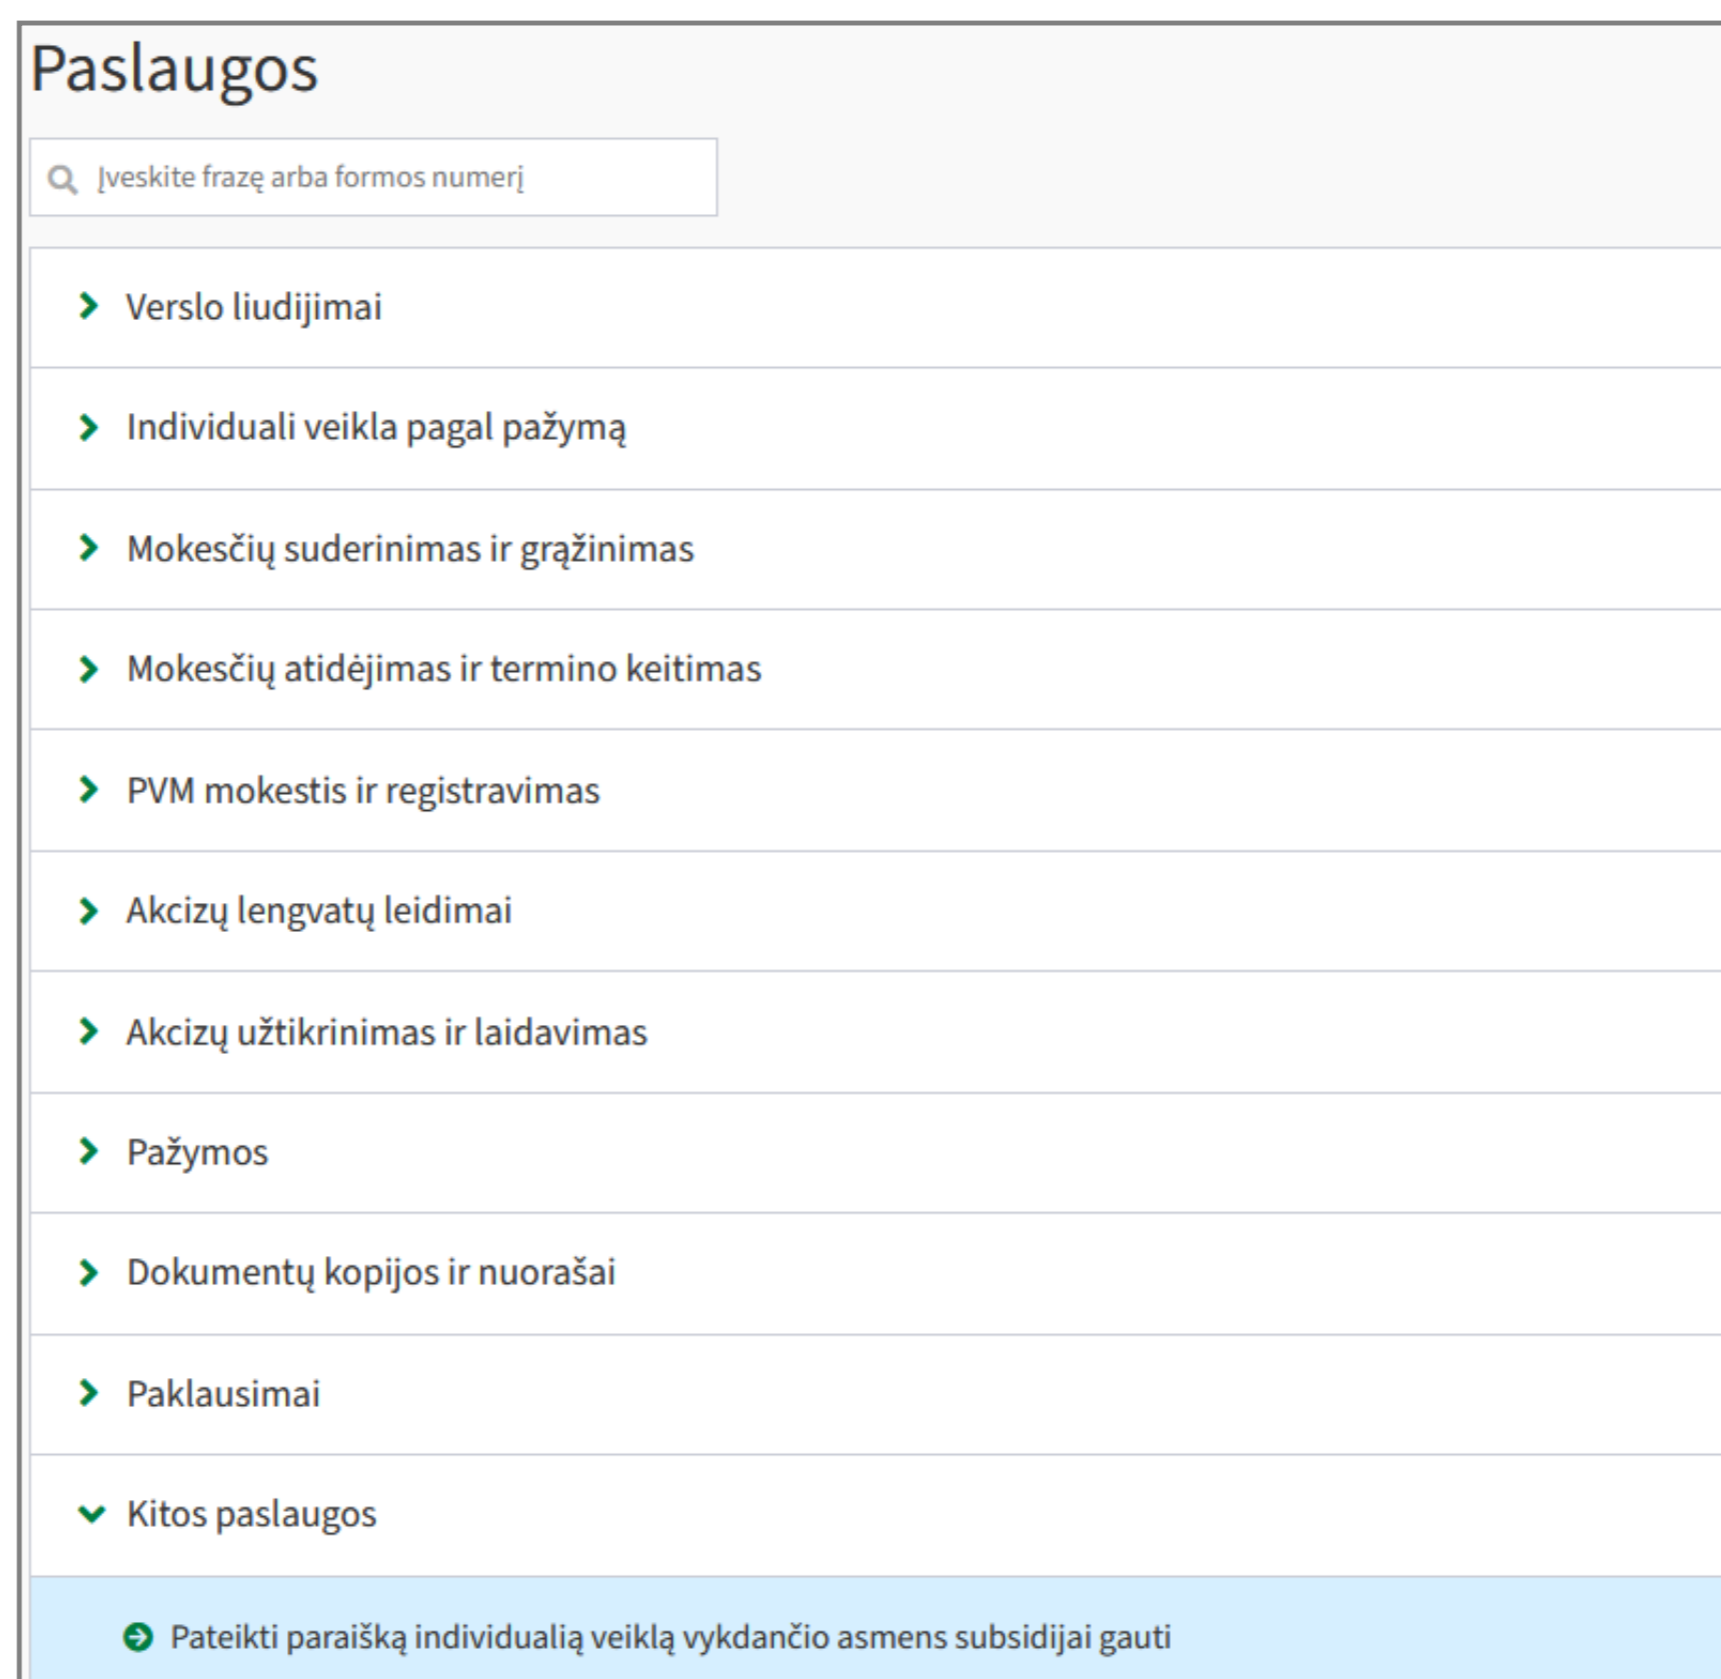 Paslaugos
Įveskite frazę arba formos numerį
Verslo liudijimai
Individuali veikla pagal pažymą
Mokesčių suderinimas ir grąžinimas
Mokesčių atidėjimas ir termino keitimas
PVM mokestis ir registravimas
Akcizų lengvatų leidimai
Akcizų užtikrinimas ir laidavimas
Pažymos
Dokumentų kopijos ir nuorašai
Paklausimai
Kitos paslaugos
Pateikti paraišką individualią veiklą vykdančio asmens subsidijai gauti